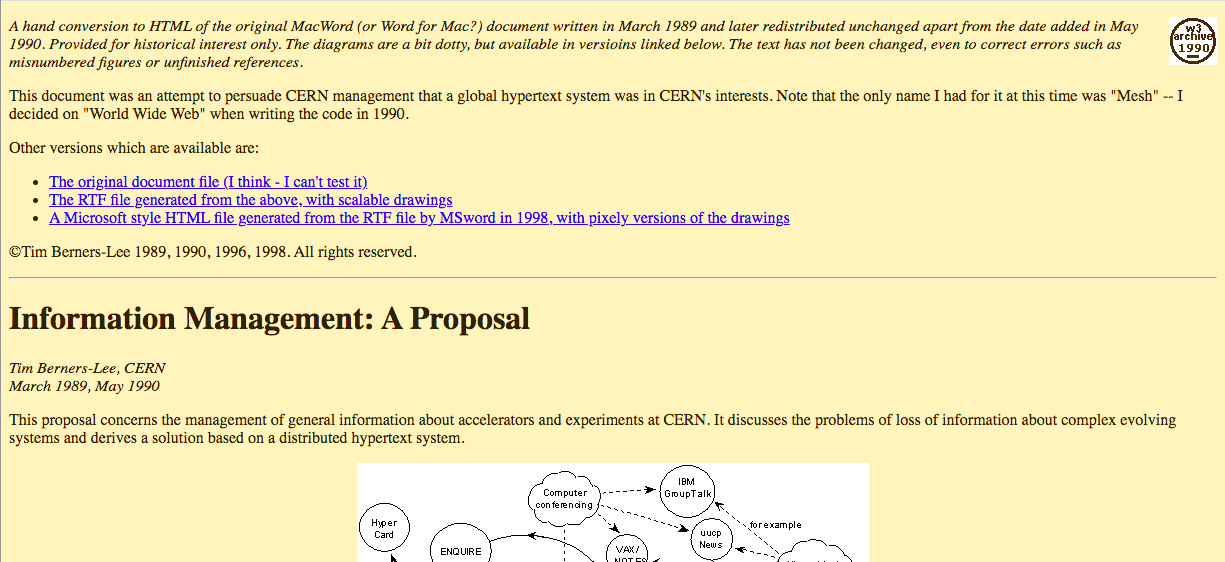 A hand conversion to HTML of the original MacWord (or Word for Mac?) document written in March 1989 and later redistributed unchanged apart from the date added in May
1990. Provided for historical interest only. The diagrams are a bit dotty, but available in versioins linked below. The text has not been changed, even to correct errors such as
misnumbered figures or unfinished references.
w3
archive
1990
This document was an attempt to persuade CERN management that a global hypertext system was in CERN's interests. Note that the only name I had for it at this time was "Mesh" -- I
decided on "World Wide Web" when writing the code in 1990.
Other versions which are available are:
The original document file (I think - I can't test it)
The RTF file generated from the above, with scalable drawings
A Microsoft style HTML file generated from the RTF file by MSword in 1998, with pixely versions of the drawings
©Tim Berners-Lee 1989, 1990, 1996, 1998. All rights reserved.
Information Management: A Proposal
Tim Berners-Lee, CERN
March 1989, May 1990
This proposal concerns the management of general information about accelerators and experiments at CERN. It discusses the problems of loss of information about complex evolving
systems and derives a solution based on a distributed hypertext system.
Computer
conferencing
IBM
GroupTalk
Hyper
Card
for example
uucp
News
ENQUIRE
VAX/
NOTES